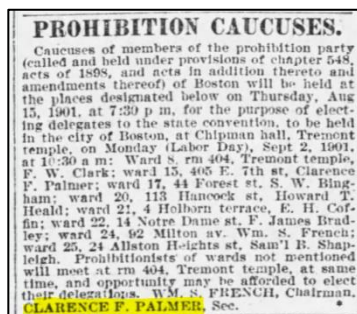 PROHIBITION CAUCUSES.
Caucuses of members of the prohibition party
(called and held under provisions of chapter 548,
acts of 1898, and acts in addition thereto and
amendments thereof) of Boston will be held at
the places designated below on Thursday, Aug
15, 1901, at 7:30 p m, for the purpose of elect
ing delegates to the state convention, to be held
in the city of Boston, at Chipman hall, Tremont
temple, on Monday (Labor Day), Sept 2, 1901,
at 10:30 a m: Ward 8, rm 404, Tremont temple,
F. W. Clark; ward 15, 405 E. 7th st, Clarence
F. Palmer; ward 17, 44 Forest st, S. W. Bing-
ham; ward 20, 113 Hancock st, Howard T.
Heald; ward 21, 4 Holborn terrace, E. H. Cof-
fin; ward 22, 14 Notre Dame st, F. James Brad-
ley; ward 24, 92 Milton av, Wm. S. French;
ward 25, 24 Allston Heights st, Sam'l B. Shap-
leigh. Prohibitionists of wards not mentioned
will meet at rm 404, Tremont temple, at same
time, and opportunity may be afforded to elect
their delegations. WM. S. FRENCH, Chairman,
CLARENCE F. PALMER, Sec. *